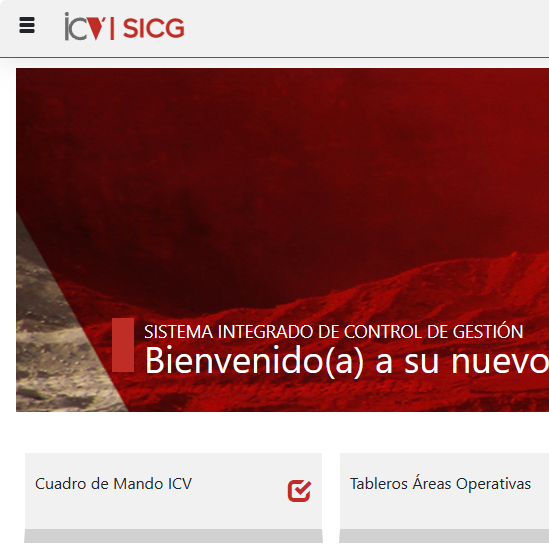 iCV | SICG
SISTEMA INTEGRADO DE CONTROL DE GESTIÓN
Bienvenido(a) a su nuevo
Cuadro de Mando ICV
Tableros Áreas Operativas